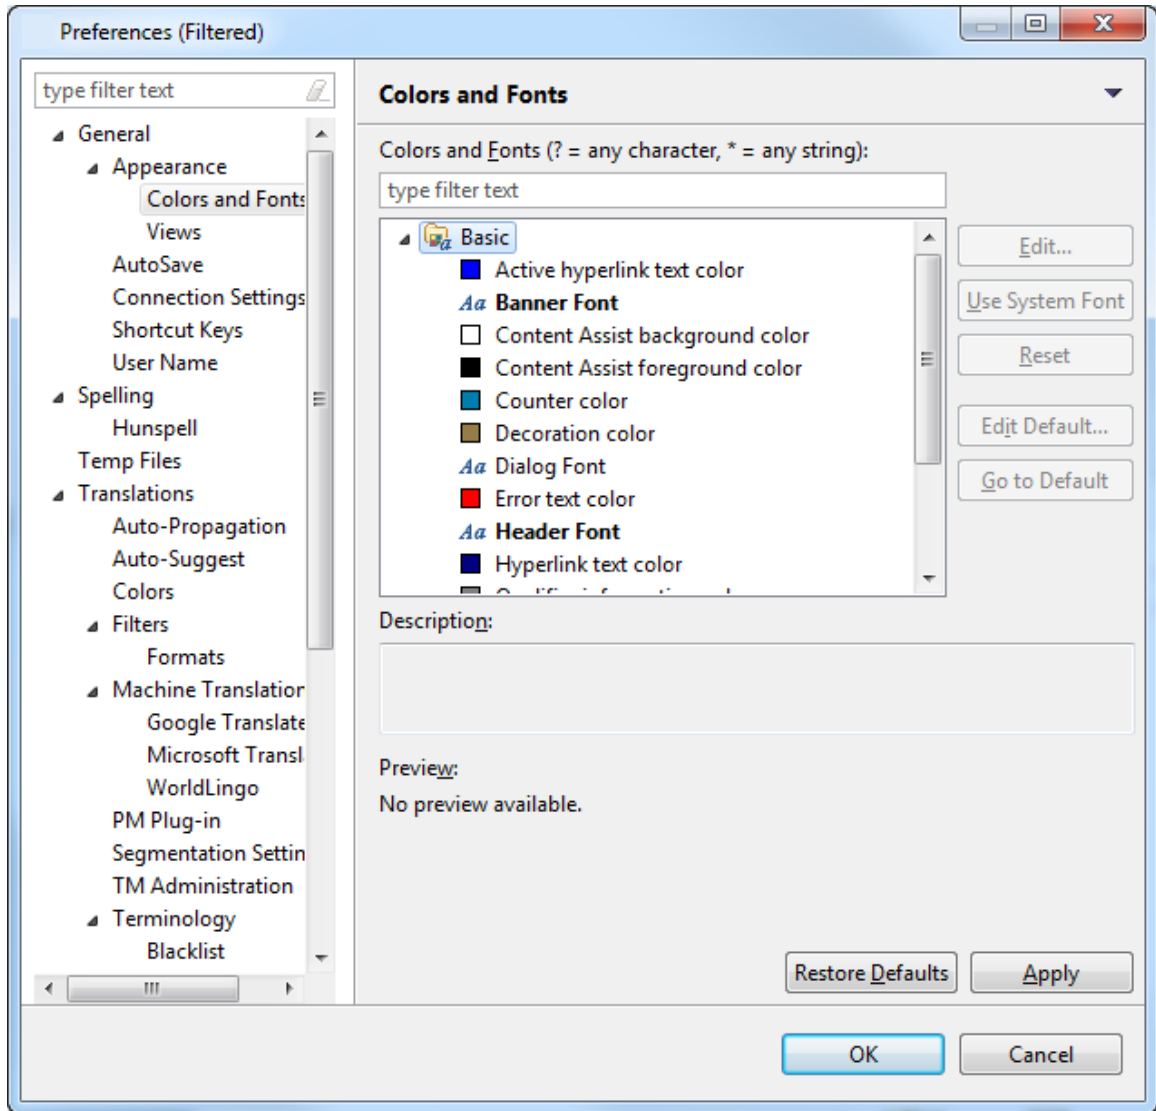 Preferences (Filtered)
type filter text
General
Appearance
Colors and Fonts
Views
AutoSave
Connection Settings
Shortcut Keys
User Name
Spelling
Hunspell
Temp Files
Translations
Auto-Propagation
Auto-Suggest
Colors
Filters
Formats
Machine Translation
Google Translate
Microsoft Transl
WorldLingo
PM Plug-in
Segmentation Settin
TM Administration
Terminology
Blacklist
Colors and Fonts
Colors and Fonts (? = any character, * = any string):
type filter text
Basic
Active hyperlink text color
Aa Banner Font
Content Assist background color
Content Assist foreground color
Counter color
Decoration color
Aa Dialog Font
Error text color
Aa Header Font
Hyperlink text color
Edit...
Use System Font
Reset
Edit Default...
Go to Default
Description:
Preview:
No preview available.
Restore Defaults
Apply
OK
Cancel